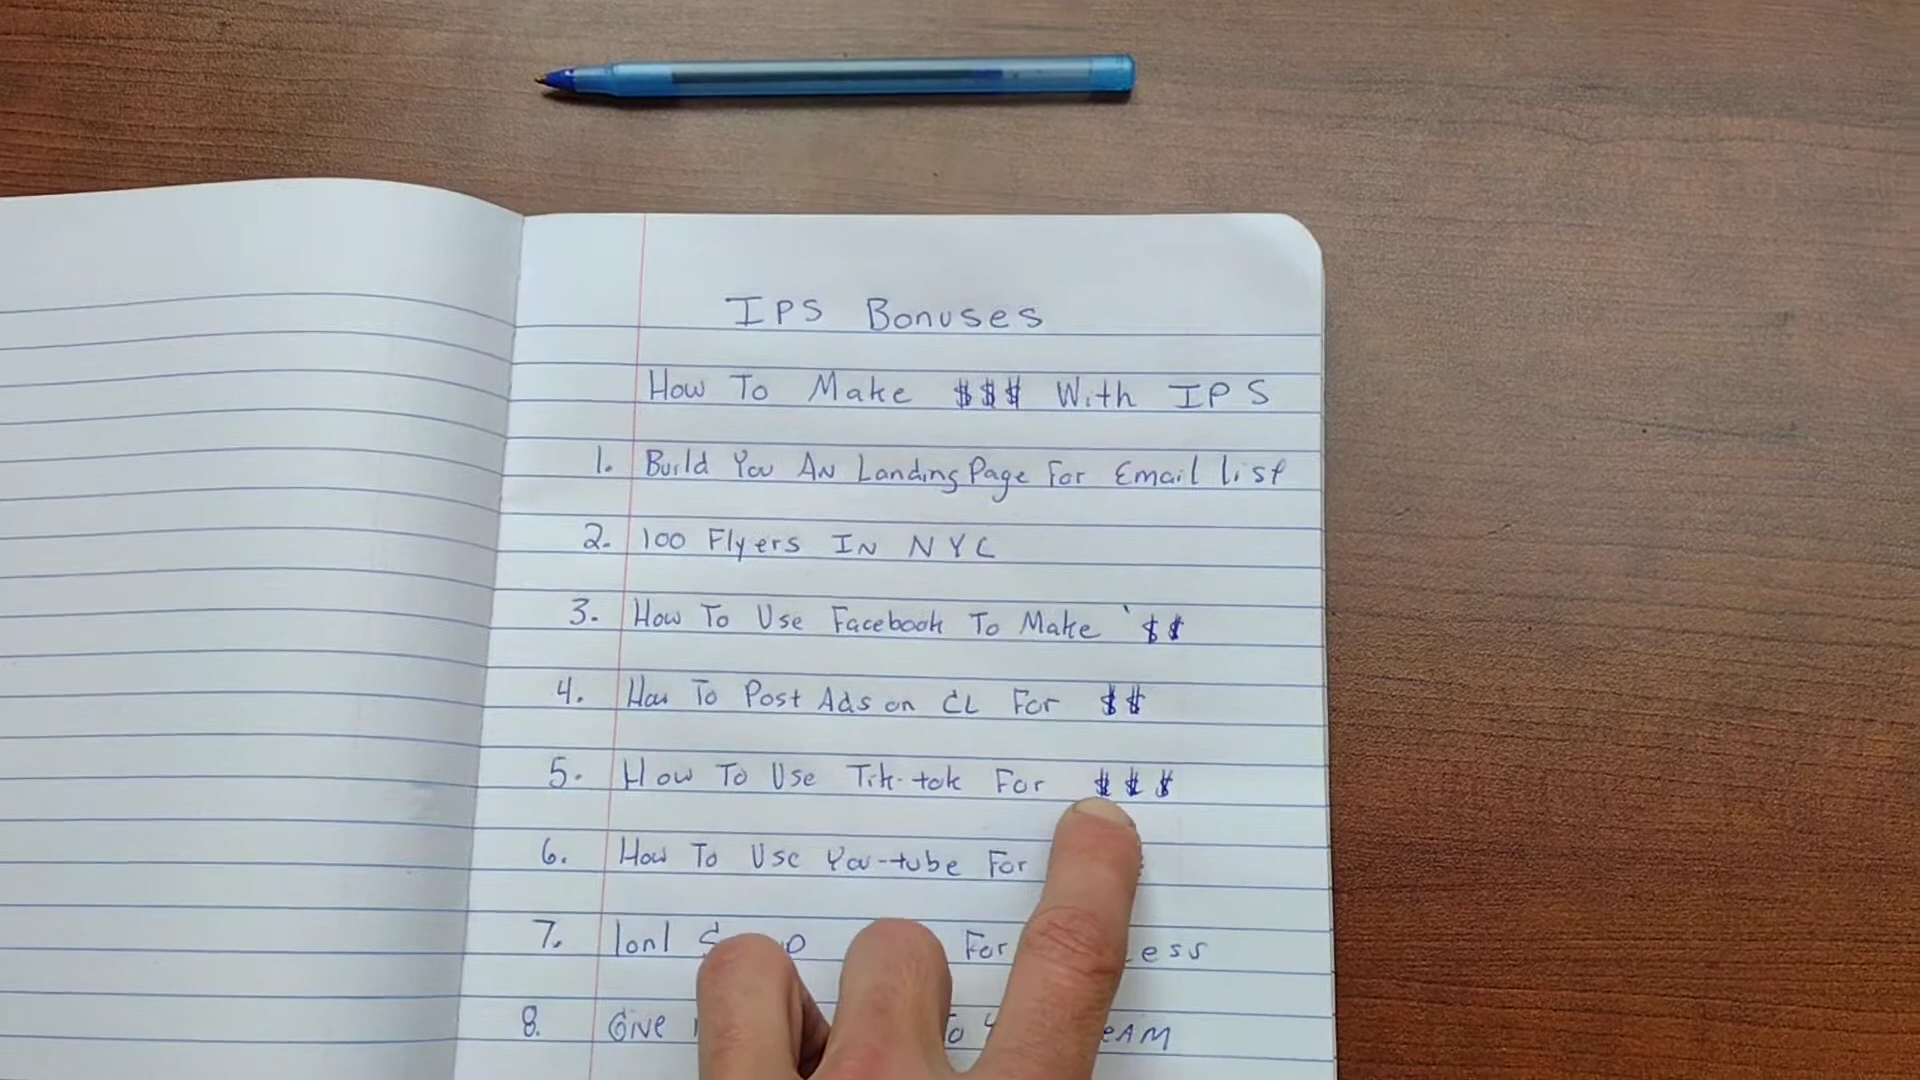 IPS Bonuses
How To Make $$$ With IPS
1. Build You AN Landing Page For Email list
2. 100 Flyers IN NYC
3. How To Use Facebook To Make $$
4. How To Post Ads on CL For $$
5. How To Use Tik-tok For $$$
6. How To Use You-tube For
7. 1on1 For
8. Give To